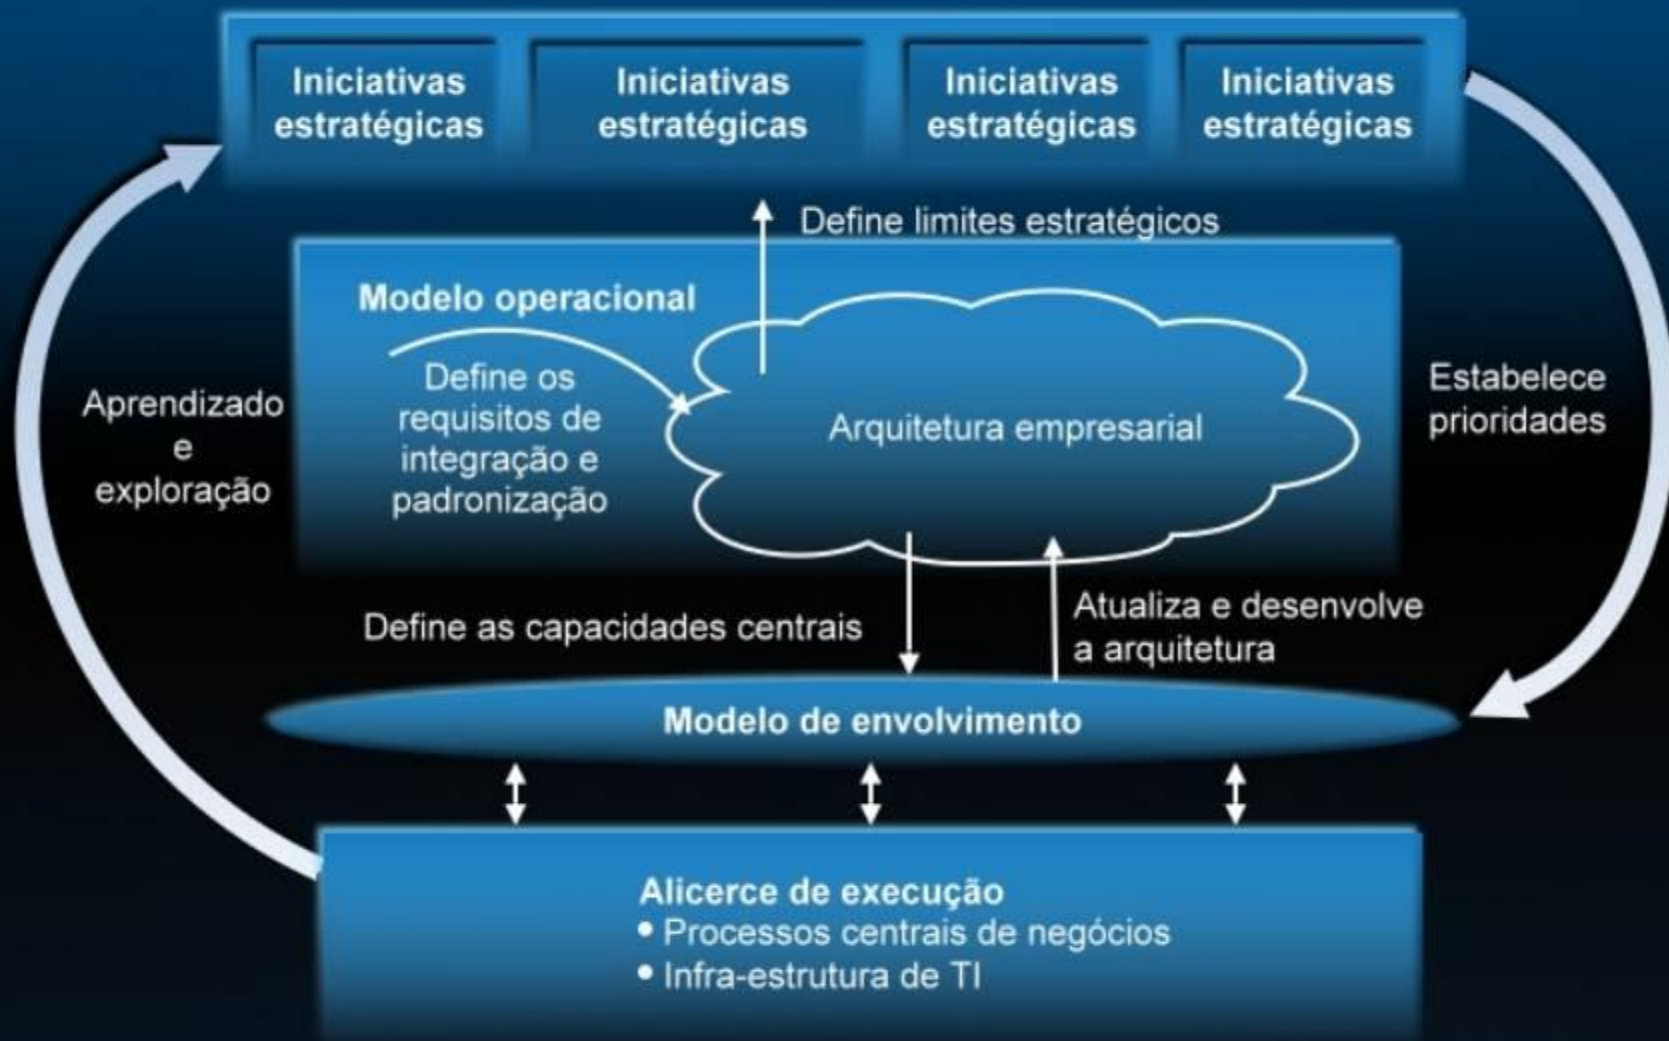 Iniciativas
estratégicas
Iniciativas
estratégicas
Iniciativas
estratégicas
Iniciativas
estratégicas
Define limites estratégicos
Modelo operacional
Define os
requisitos de
integração e
padronização
Arquitetura empresarial
Aprendizado
e
exploração
Estabelece
prioridades
Define as capacidades centrais
Atualiza e desenvolve
a arquitetura
Modelo de envolvimento
Alicerce de execução
• Processos centrais de negócios
• Infra-estrutura de TI